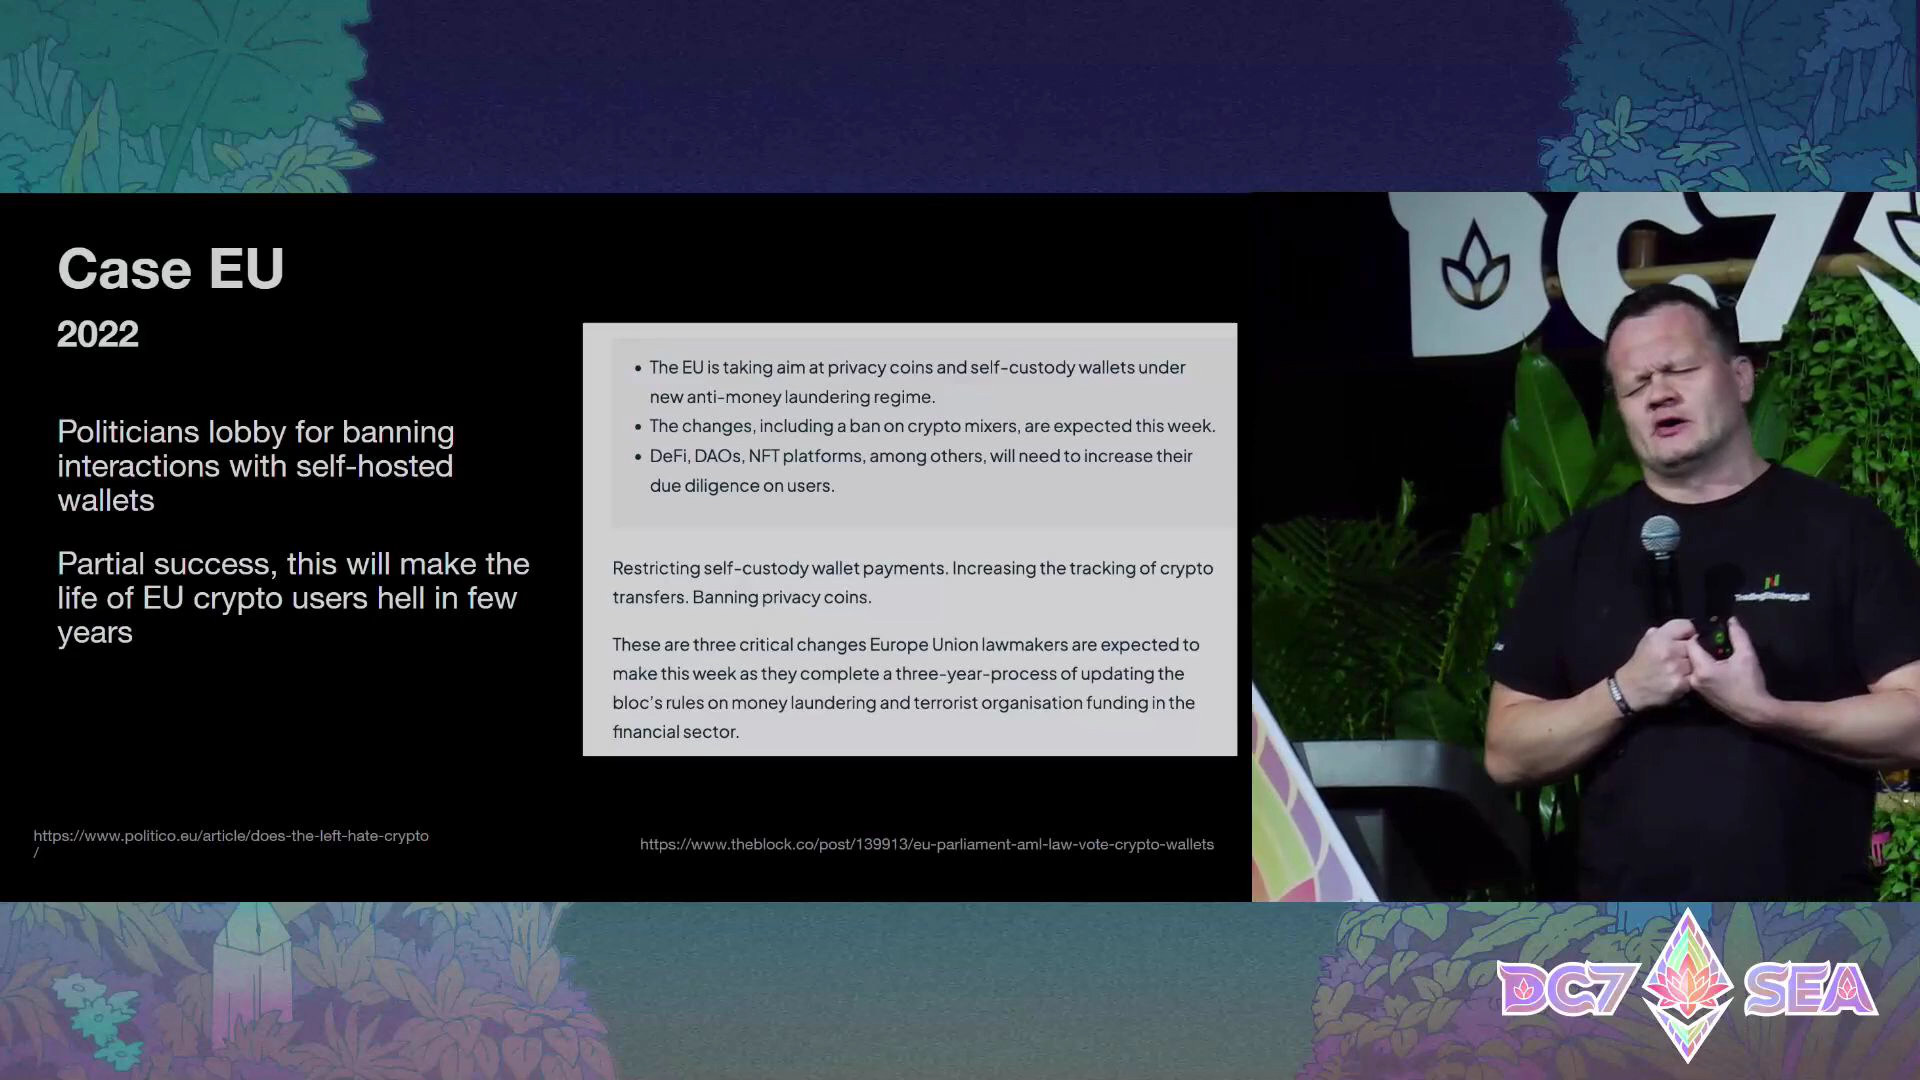 Case EU
2022
Politicians lobby for banning
interactions with self-hosted
wallets
Partial success, this will make the
life of EU crypto users hell in few
years
https://www.politico.eu/article/does-the-left-hate-crypto
/
• The EU is taking aim at privacy coins and self-custody wallets under
new anti-money laundering regime.
• The changes, including a ban on crypto mixers, are expected this week.
• DeFi, DAOs, NFT platforms, among others, will need to increase their
due diligence on users.
Restricting self-custody wallet payments. Increasing the tracking of crypto
transfers. Banning privacy coins.
These are three critical changes Europe Union lawmakers are expected to
make this week as they complete a three-year-process of updating the
bloc's rules on money laundering and terrorist organisation funding in the
financial sector.
https://www.theblock.co/post/139913/eu-parliament-aml-law-vote-crypto-wallets
DC7
TradingStrategy.ai
DC7 SEA